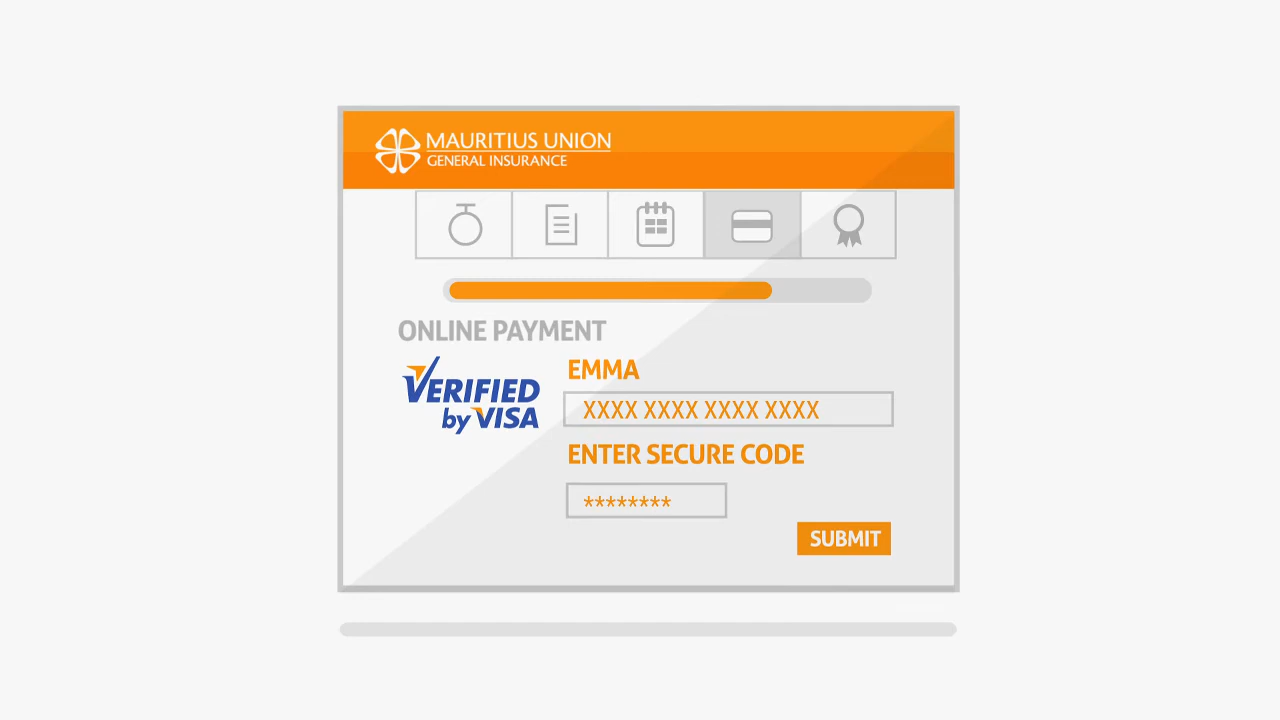 MAURITIUS UNION
GENERAL INSURANCE
ONLINE PAYMENT
VERIFIED
by VISA
EMMA
XXXX XXXX XXXX XXXX
ENTER SECURE CODE
********
SUBMIT